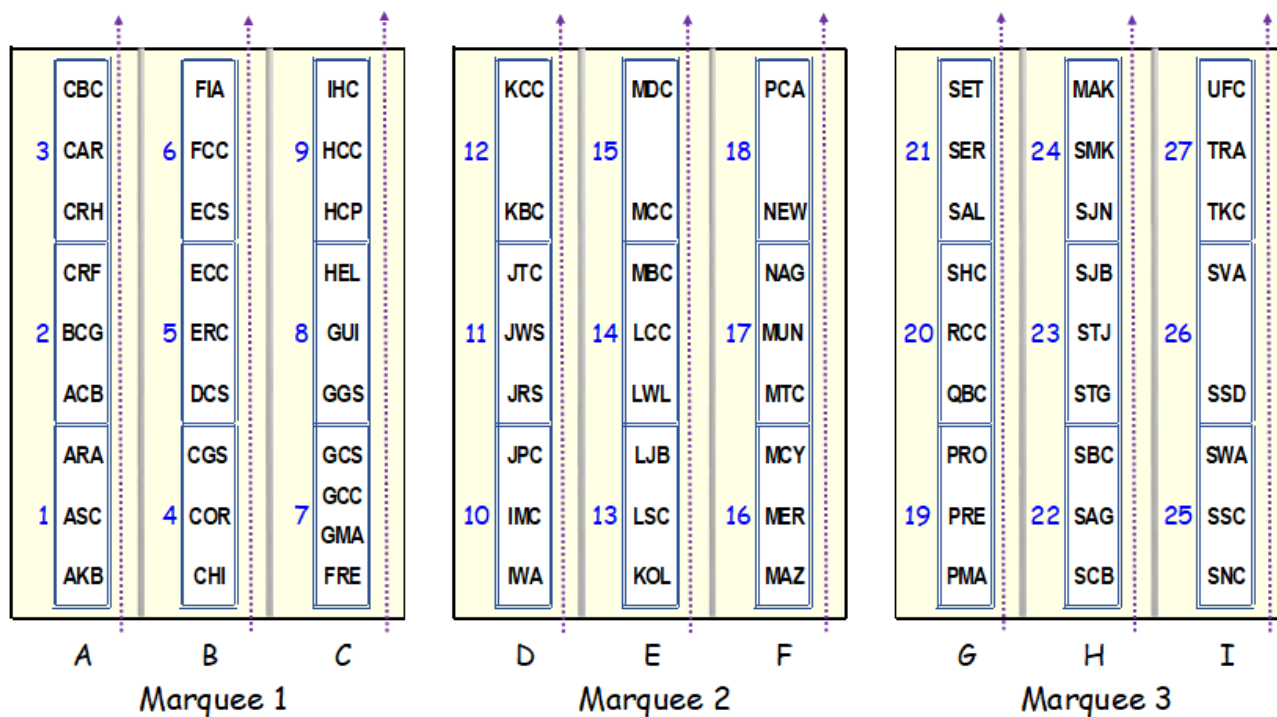 CBC FIA IHC KCC MDC PCA SET MAK UFC
3 CAR 6 FCC 9 HCC 12 15 18 21 SER 24 SMK 27 TRA
CRH ECS HCP KBC MCC NEW SAL SJN TKC
CRF ECC HEL JTC MBC NAG SHC SJB SVA
2 BCG 5 ERC 8 GUI 11 JWS 14 LCC 17 MUN 20 RCC 23 STJ 26
ACB DCS GGS JRS LWL MTC QBC STG SSD
ARA CGS GCS JPC LJB MCY PRO SBC SWA
GCC
1 ASC 4 COR 7 10 IMC 13 LSC 16 MER 19 PRE 22 SAG 25 SSC
GMA
AKB CHI FRE IWA KOL MAZ PMA SCB SNC
A B C D E F G H I
Marquee 1 Marquee 2 Marquee 3